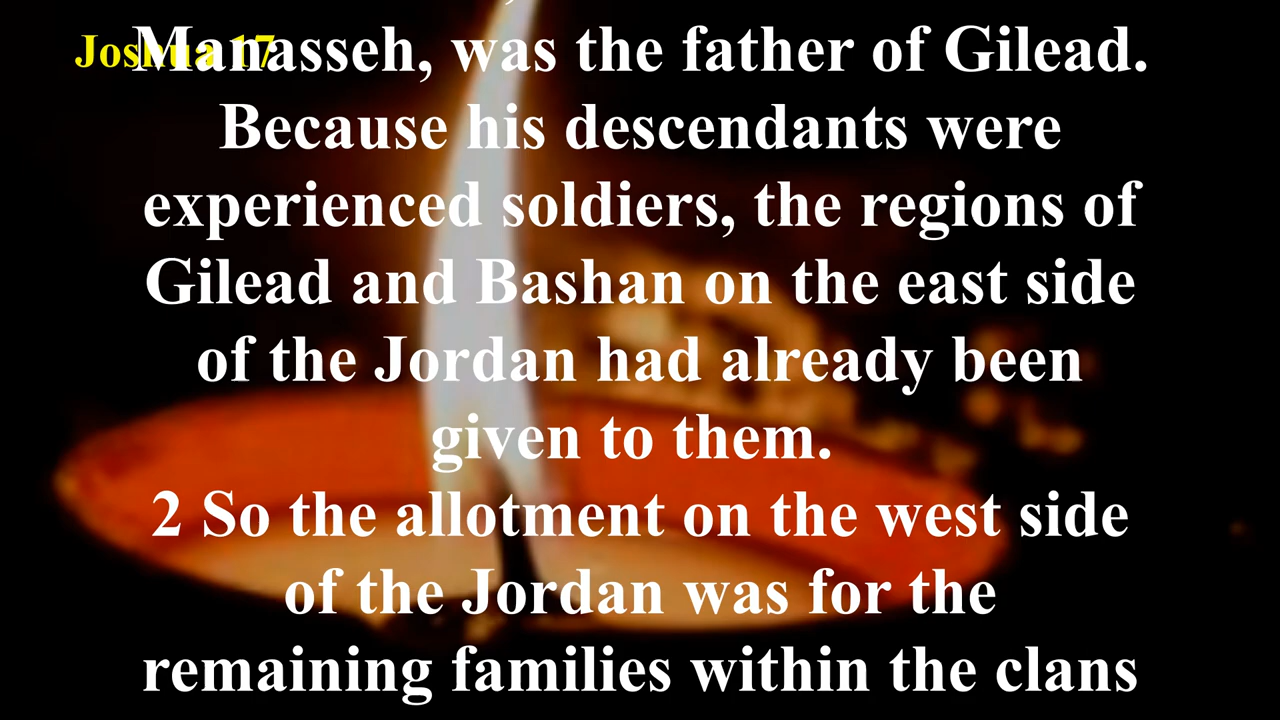 Joshua 17
Manasseh, was the father of Gilead.
Because his descendants were
experienced soldiers, the regions of
Gilead and Bashan on the east side
of the Jordan had already been
given to them.
2 So the allotment on the west side
of the Jordan was for the
remaining families within the clans